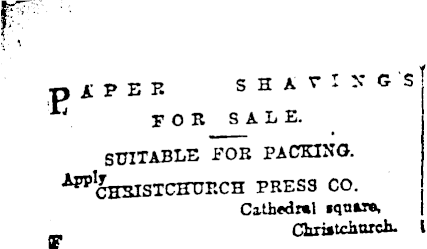 PAPER SHAVINGS
FOR SALE.
SUITABLE FOR PACKING.
Apply
CHRISTCHURCH PRESS CO.
Cathedral square,
Christchurch.
F